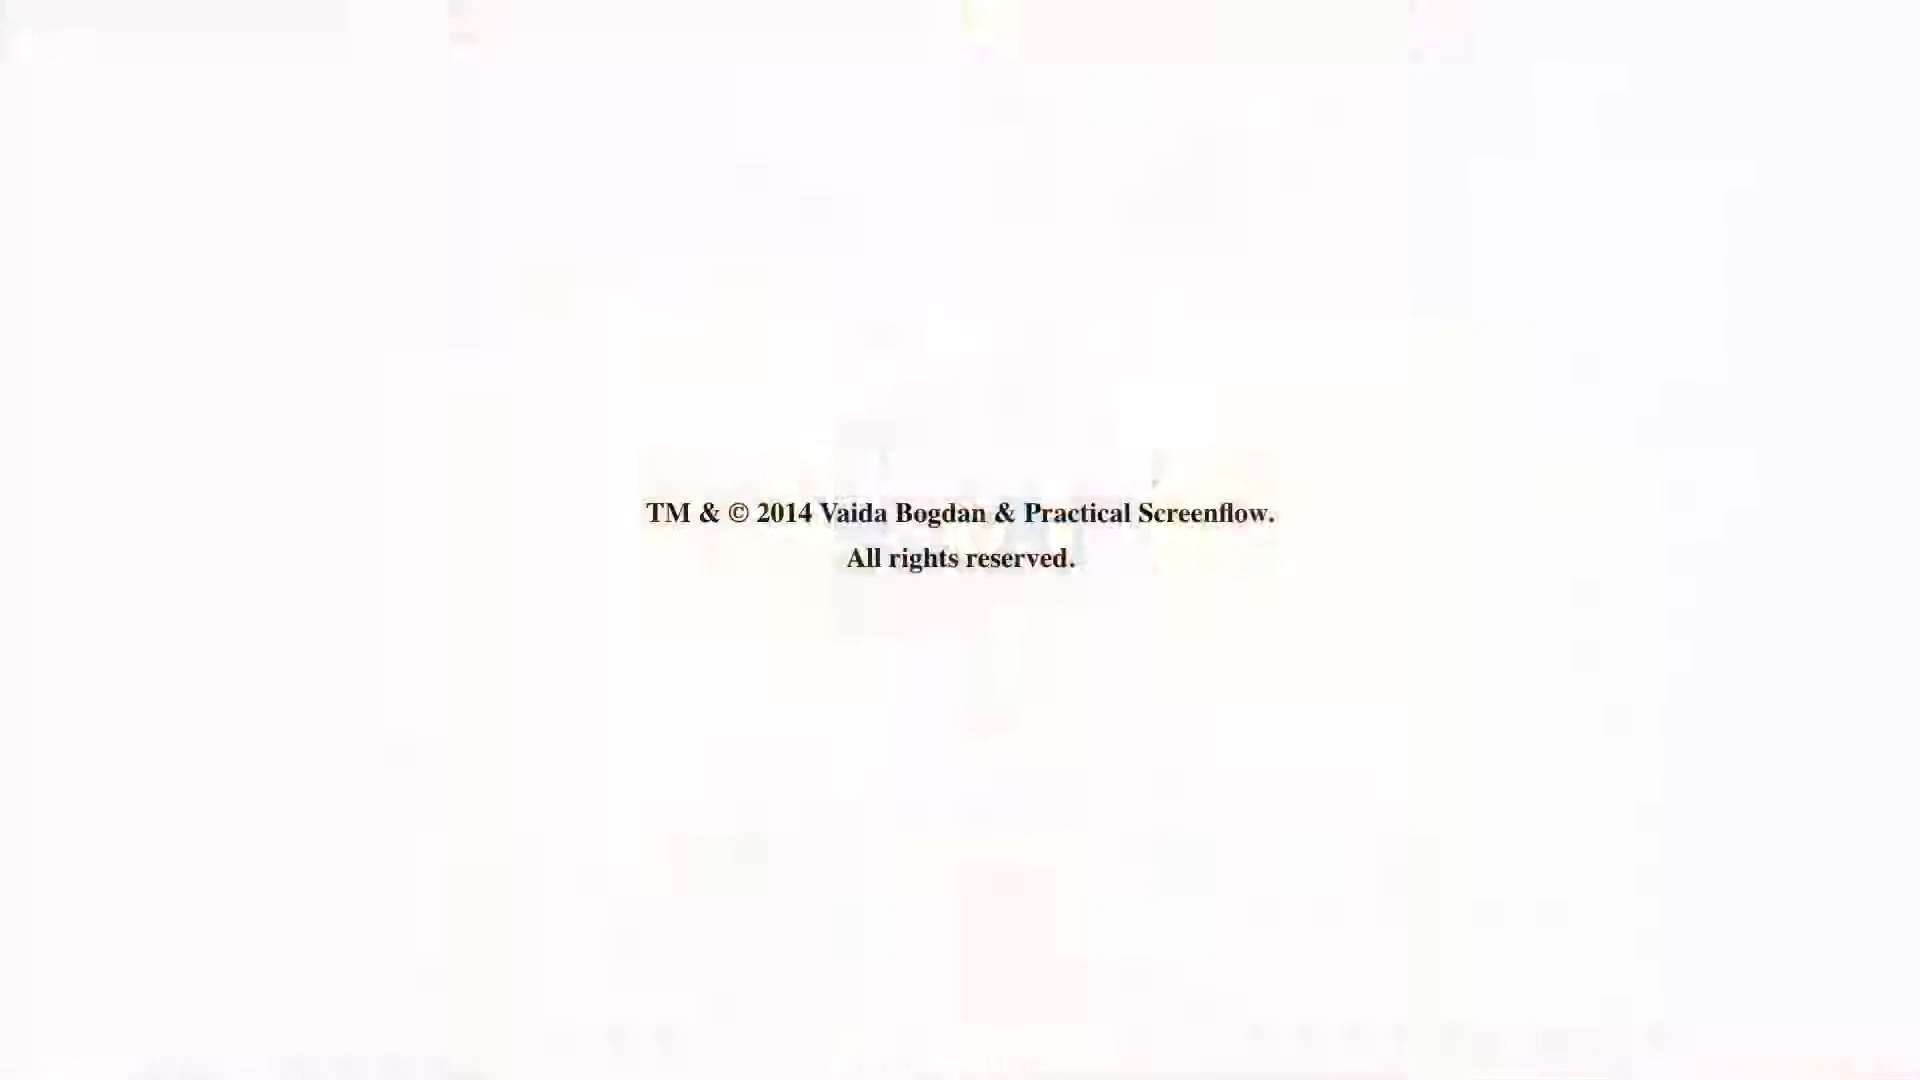 TM & © 2014 Vaida Bogdan & Practical Screenflow.
All rights reserved.